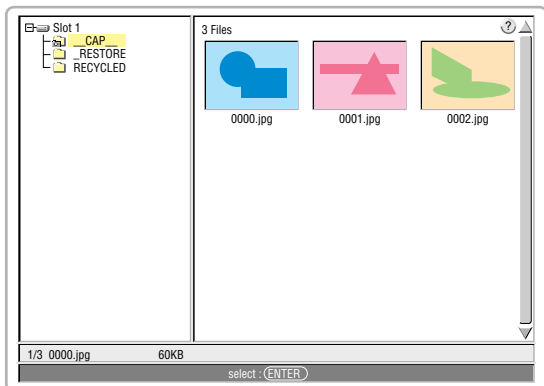 Slot 1
__CAP__
_RESTORE
RECYCLED
3 Files
?
0000.jpg 0001.jpg 0002.jpg
1/3 0000.jpg 60KB
select : ENTER